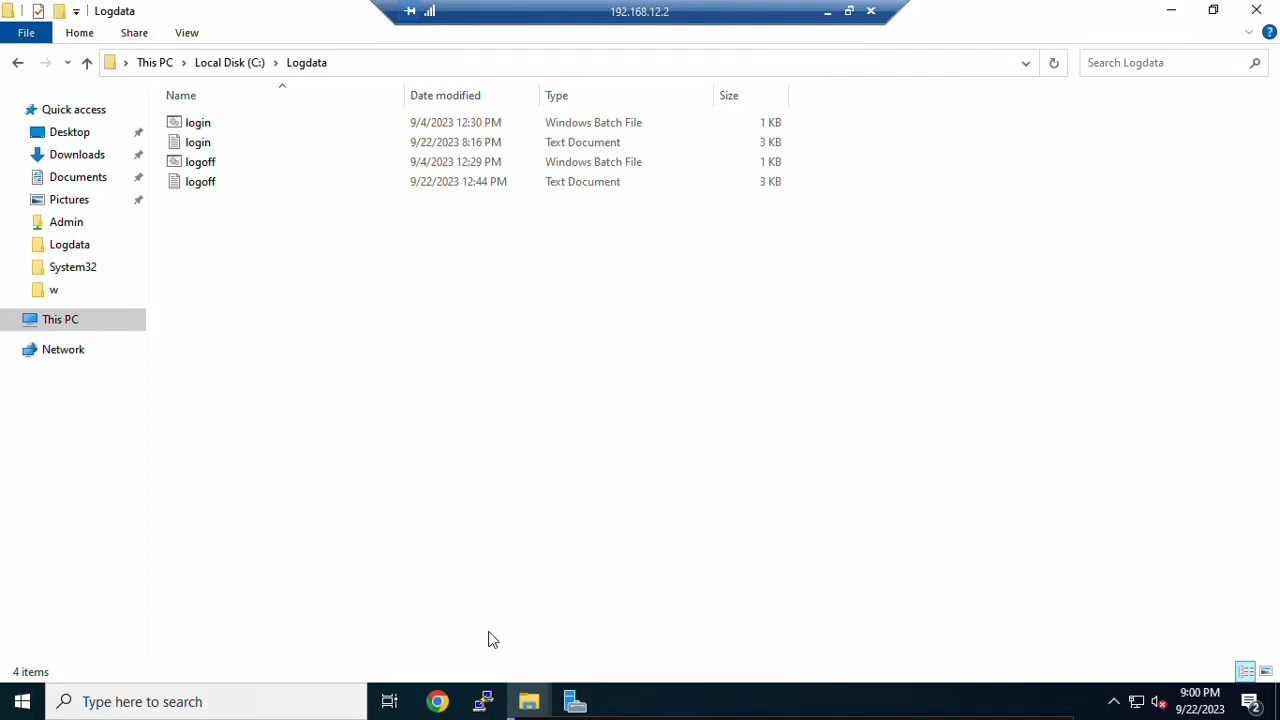 Logdata
192.168.12.2
File Home Share View
This PC Local Disk (C:) Logdata
Search Logdata
Name Date modified Type Size
login 9/4/2023 12:30 PM Windows Batch File 1 KB
login 9/22/2023 8:16 PM Text Document 3 KB
logoff 9/4/2023 12:29 PM Windows Batch File 1 KB
logoff 9/22/2023 12:44 PM Text Document 3 KB
Quick access
Desktop
Downloads
Documents
Pictures
Admin
Logdata
System32
w
This PC
Network
4 items
Type here to search
9:00 PM
9/22/2023
2